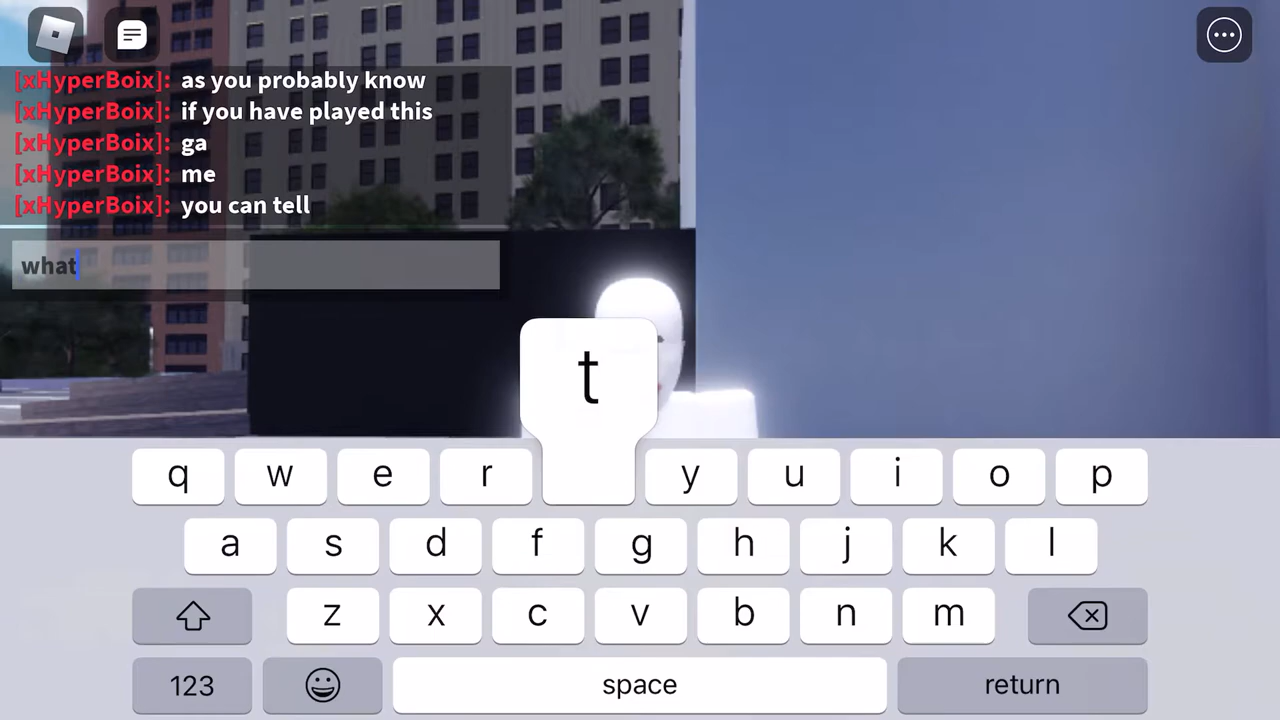 [xHyperBoix]: as you probably know
[xHyperBoix]: if you have played this
[xHyperBoix]: ga
[xHyperBoix]: me
[xHyperBoix]: you can tell
what
t
q w e r y u i o p
a s d f g h j k l
z x c v b n m
123 space return